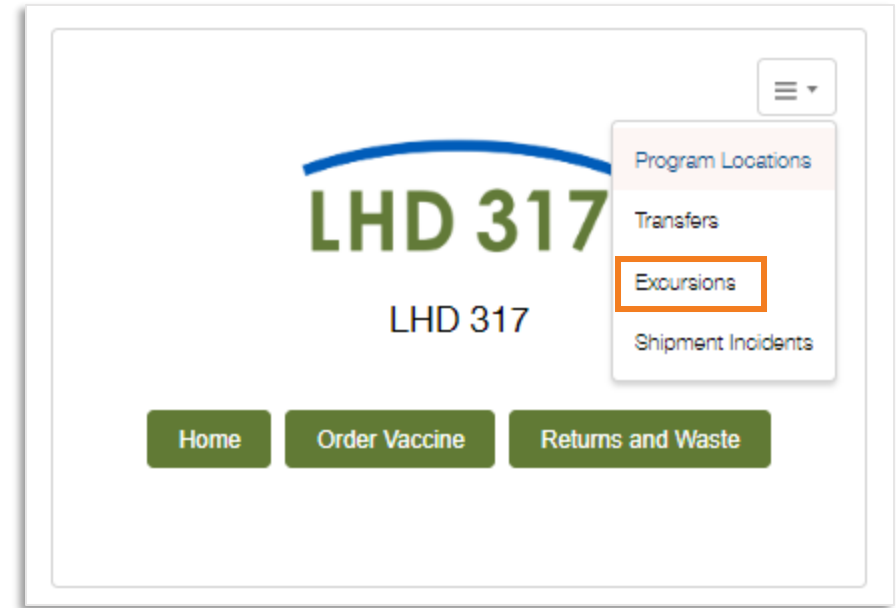 Program Locations
Transfers
Excursions
Shipment Incidents
LHD 317
LHD 317
Home
Order Vaccine
Returns and Waste